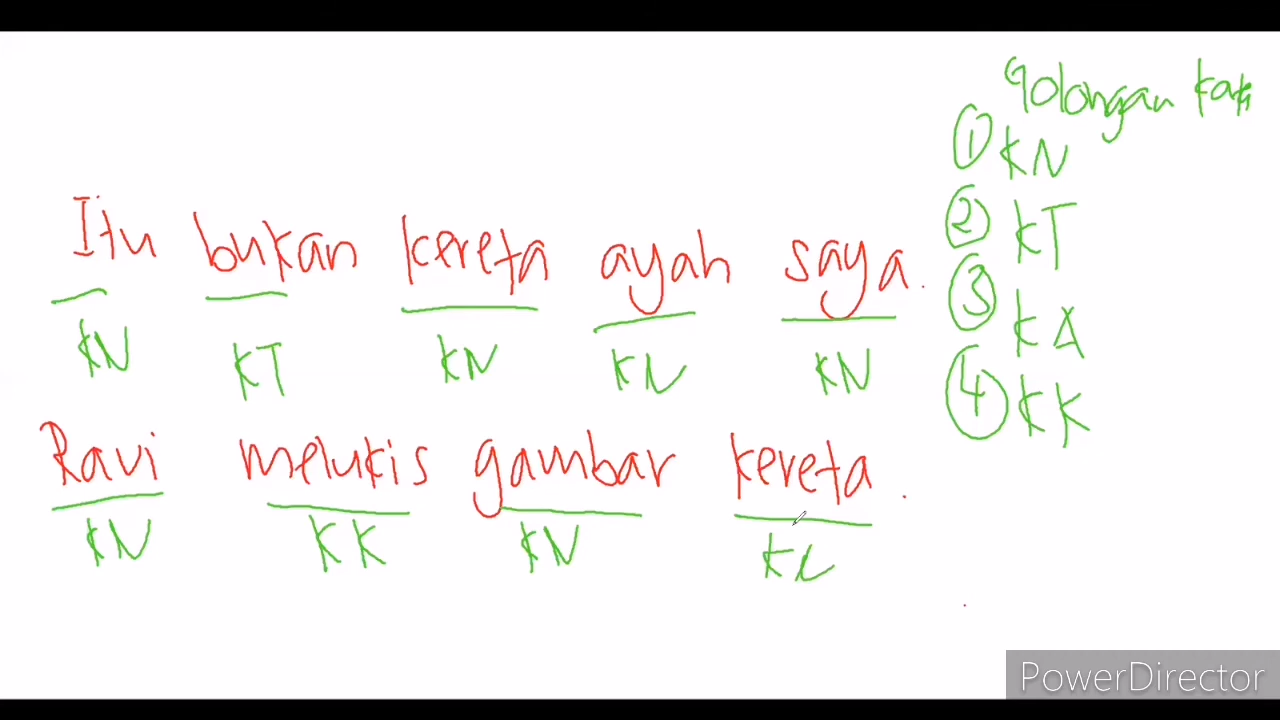 Golongan kata
① KN
② KT
③ KA
④ KK
Itu bukan kereta ayah saya.
KN KT KN KN KN
Ravi melukis gambar kereta.
KN KK KN KN
PowerDirector